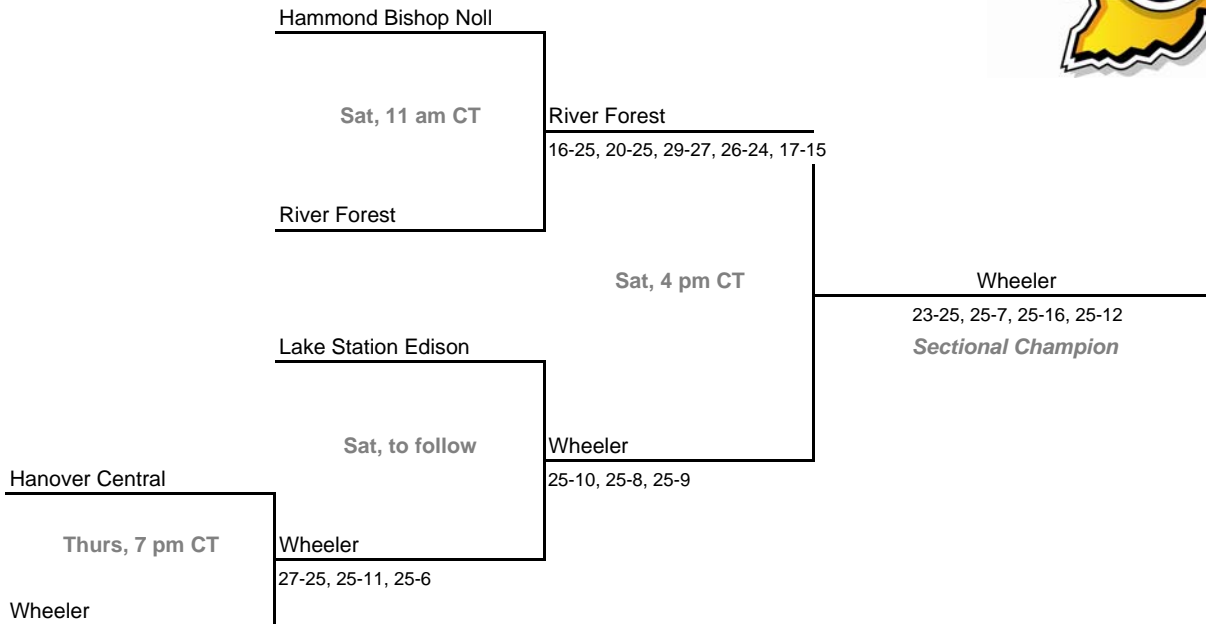 Hammond Bishop Noll
Sat, 11 am CT
River Forest
16-25, 20-25, 29-27, 26-24, 17-15
River Forest
Sat, 4 pm CT
Wheeler
23-25, 25-7, 25-16, 25-12
Sectional Champion
Lake Station Edison
Sat, to follow
Wheeler
25-10, 25-8, 25-9
Hanover Central
Thurs, 7 pm CT
Wheeler
27-25, 25-11, 25-6
Wheeler